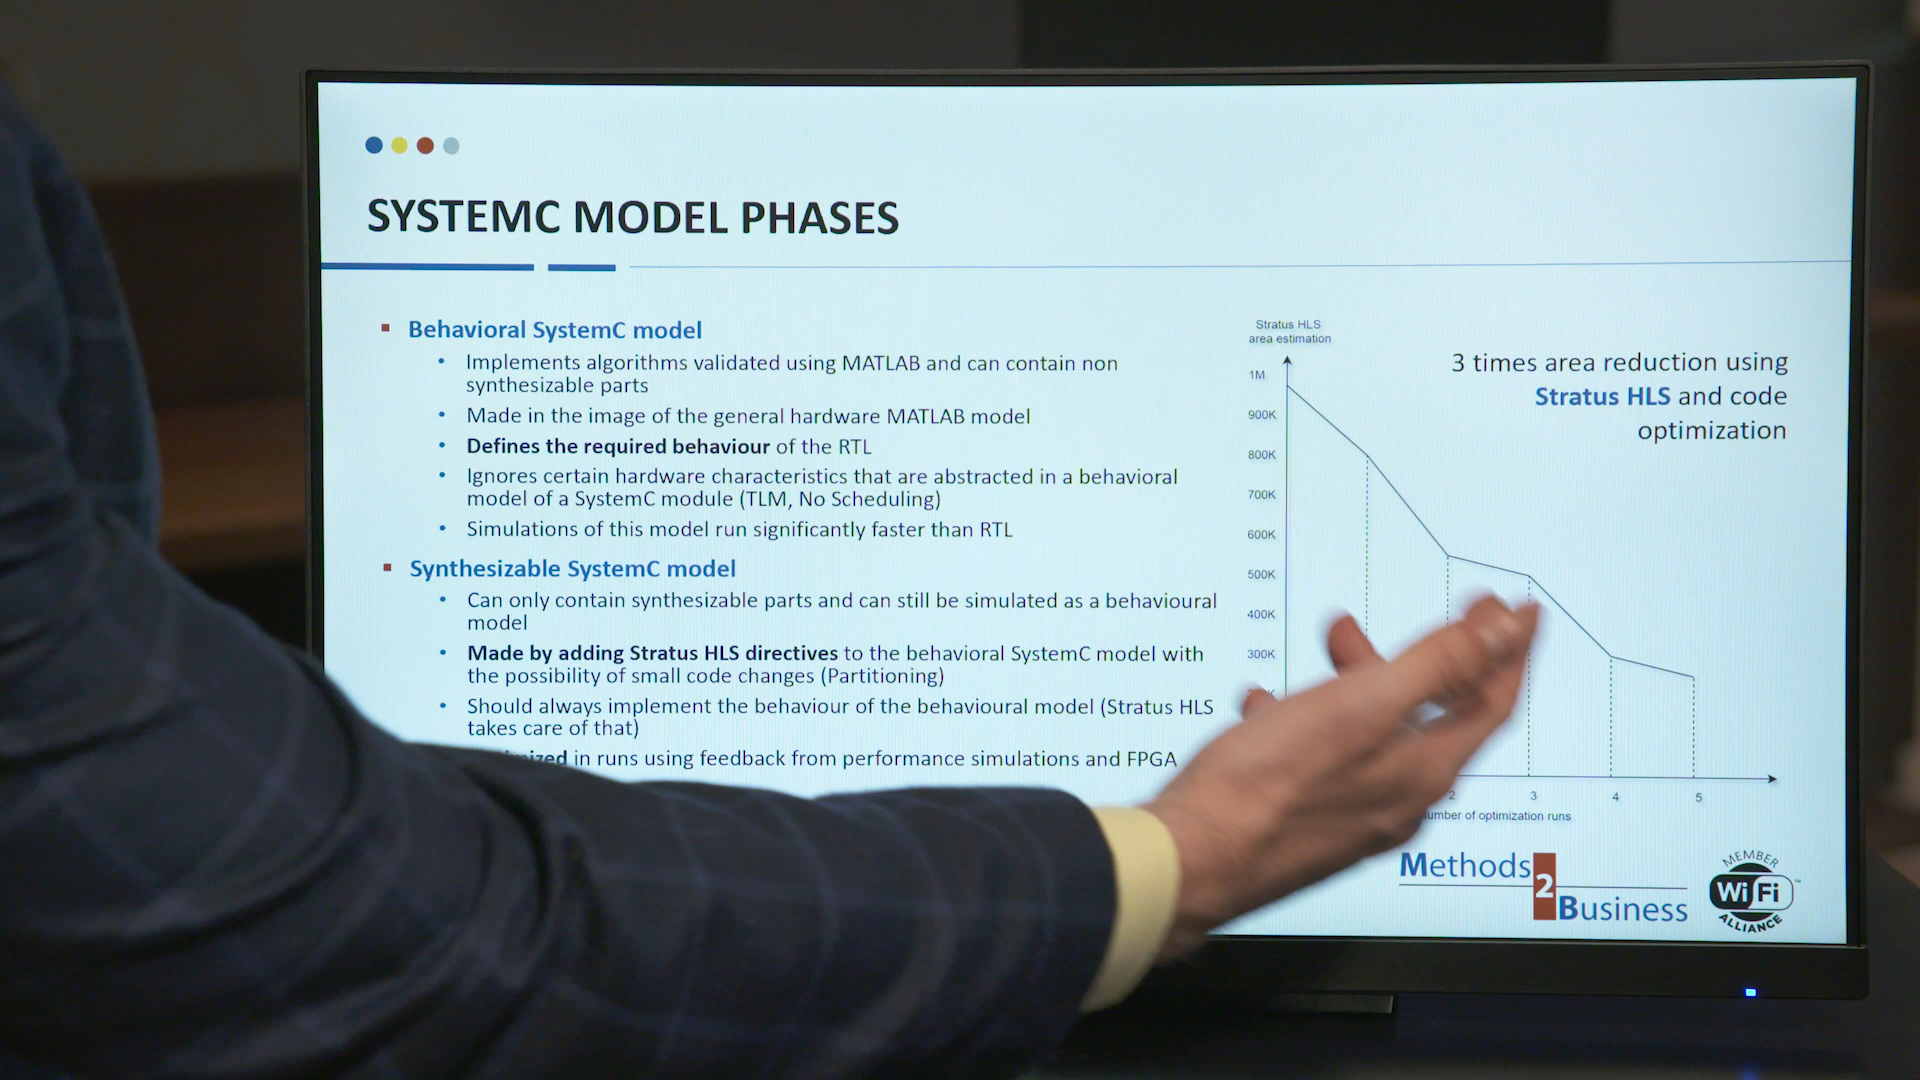 SYSTEMC MODEL PHASES
Behavioral SystemC model
Implements algorithms validated using MATLAB and can contain non
synthesizable parts
Made in the image of the general hardware MATLAB model
Defines the required behaviour of the RTL
Ignores certain hardware characteristics that are abstracted in a behavioral
model of a SystemC module (TLM, No Scheduling)
Simulations of this model run significantly faster than RTL
Synthesizable SystemC model
Can only contain synthesizable parts and can still be simulated as a behavioural
model
Made by adding Stratus HLS directives to the behavioral SystemC model with
the possibility of small code changes (Partitioning)
Should always implement the behaviour of the behavioural model (Stratus HLS
takes care of that)
in runs using feedback from performance simulations and FPGA
Stratus HLS
area estimation
1M
900K
800K
700K
600K
500K
400K
300K
2 3 4 5
of optimization runs
3 times area reduction using
Stratus HLS and code
optimization
Methods
2
Business
MEMBER
Wi Fi
ALLIANCE